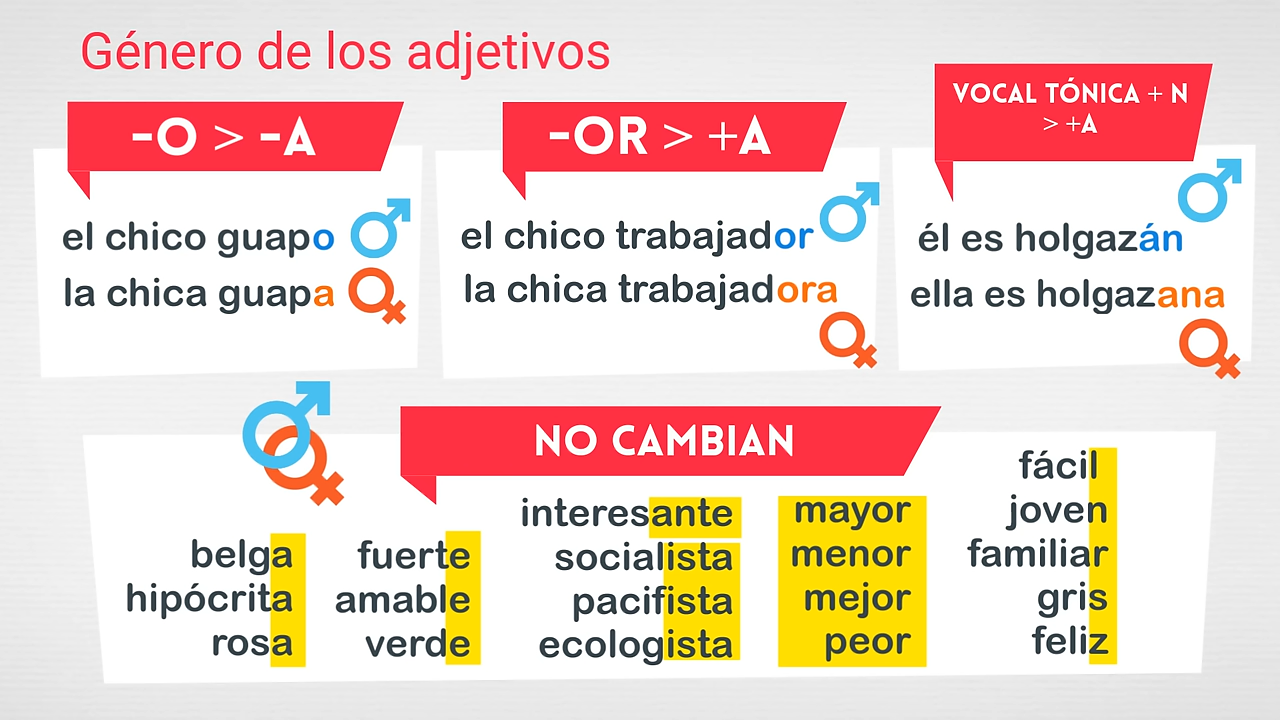 Género de los adjetivos
-O > -A
el chico guapo
la chica guapa
-OR > +A
el chico trabajador
la chica trabajadora
VOCAL TÓNICA + N
> +A
él es holgazán
ella es holgazana
NO CAMBIAN
belga
hipócrita
rosa
fuerte
amable
verde
interesante
socialista
pacifista
ecologista
mayor
menor
mejor
peor
fácil
joven
familiar
gris
feliz